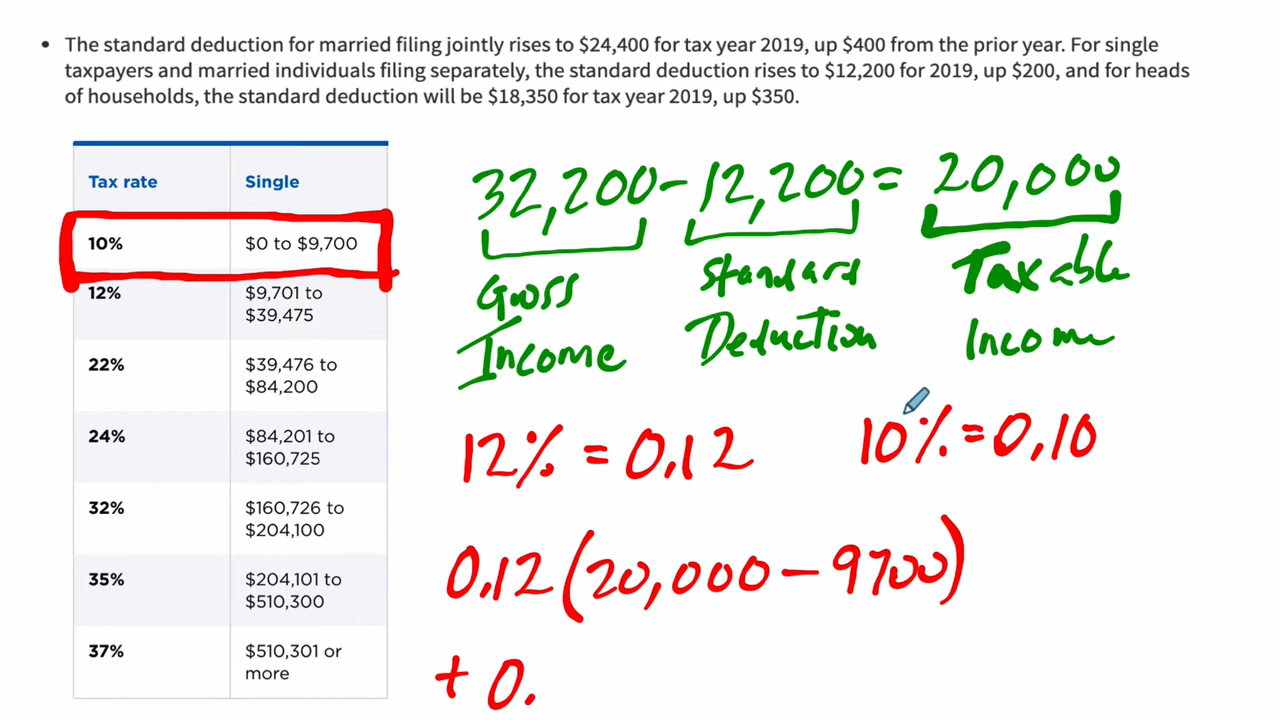 • The standard deduction for married filing jointly rises to $24,400 for tax year 2019, up $400 from the prior year. For single
taxpayers and married individuals filing separately, the standard deduction rises to $12,200 for 2019, up $200, and for heads
of households, the standard deduction will be $18,350 for tax year 2019, up $350.
Tax rate Single
10% $0 to $9,700
12% $9,701 to
$39,475
22% $39,476 to
$84,200
24% $84,201 to
$160,725
32% $160,726 to
$204,100
35% $204,101 to
$510,300
37% $510,301 or
more
32,200 - 12,200 = 20,000
Gross
Income
Standard
Deduction
Taxable
Income
12% = 0.12
10% = 0.10
0.12 (20,000 - 9700)
+ 0.